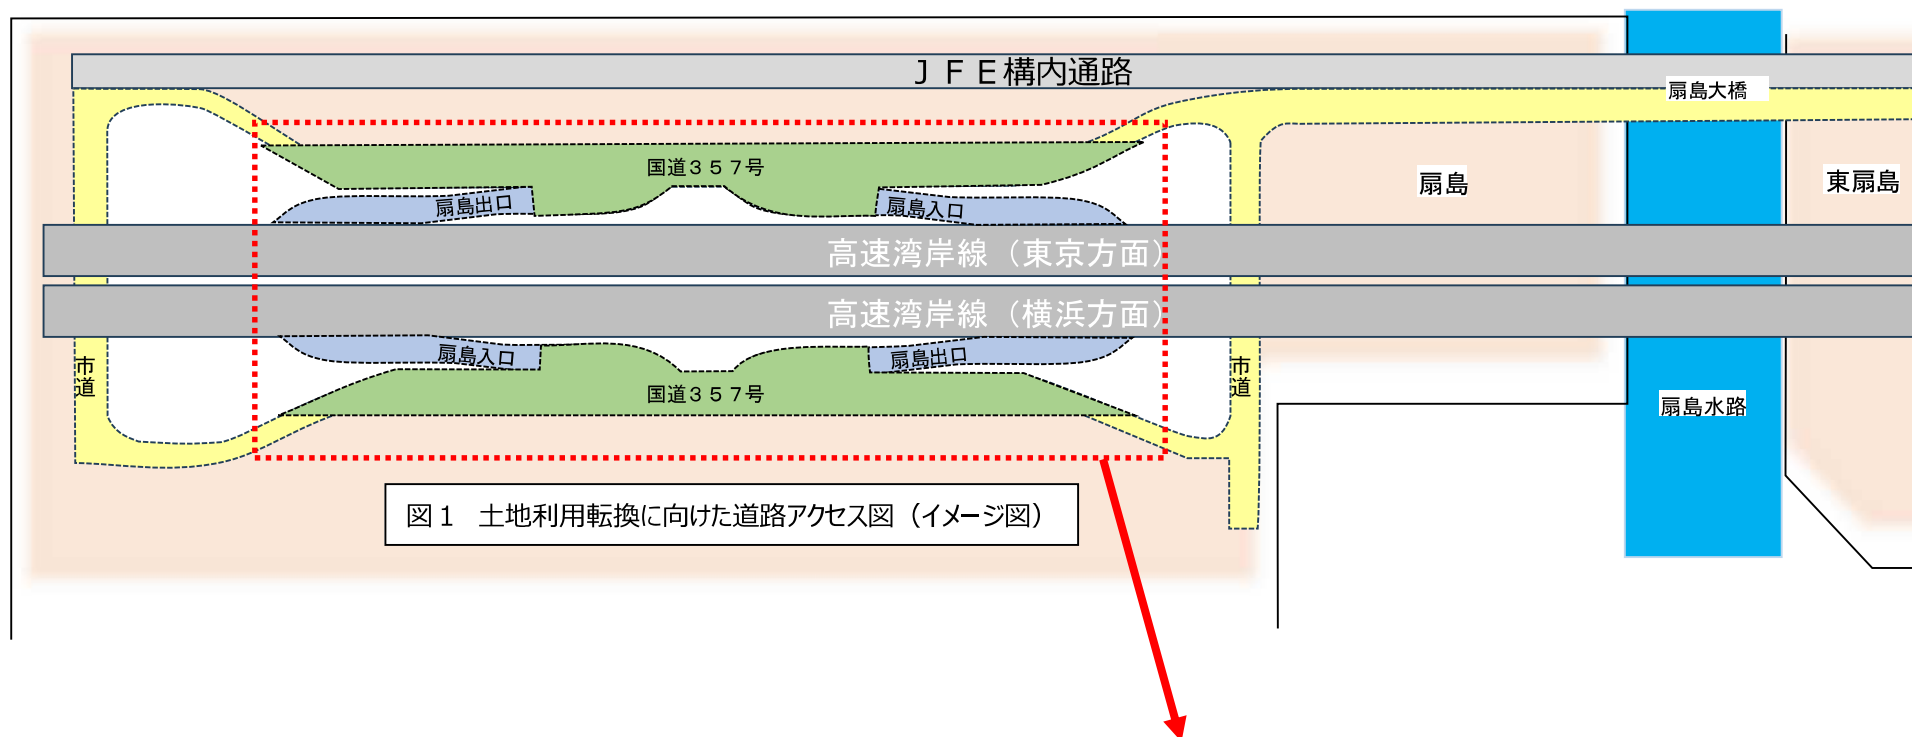 ＪＦＥ構内通路
扇島大橋
国道３５７号
扇島
東扇島
扇島出口
扇島入口
高速湾岸線（東京方面）
高速湾岸線（横浜方面）
扇島入口
扇島出口
市道
市道
国道３５７号
扇島水路
図１　土地利用転換に向けた道路アクセス図（イメージ図）